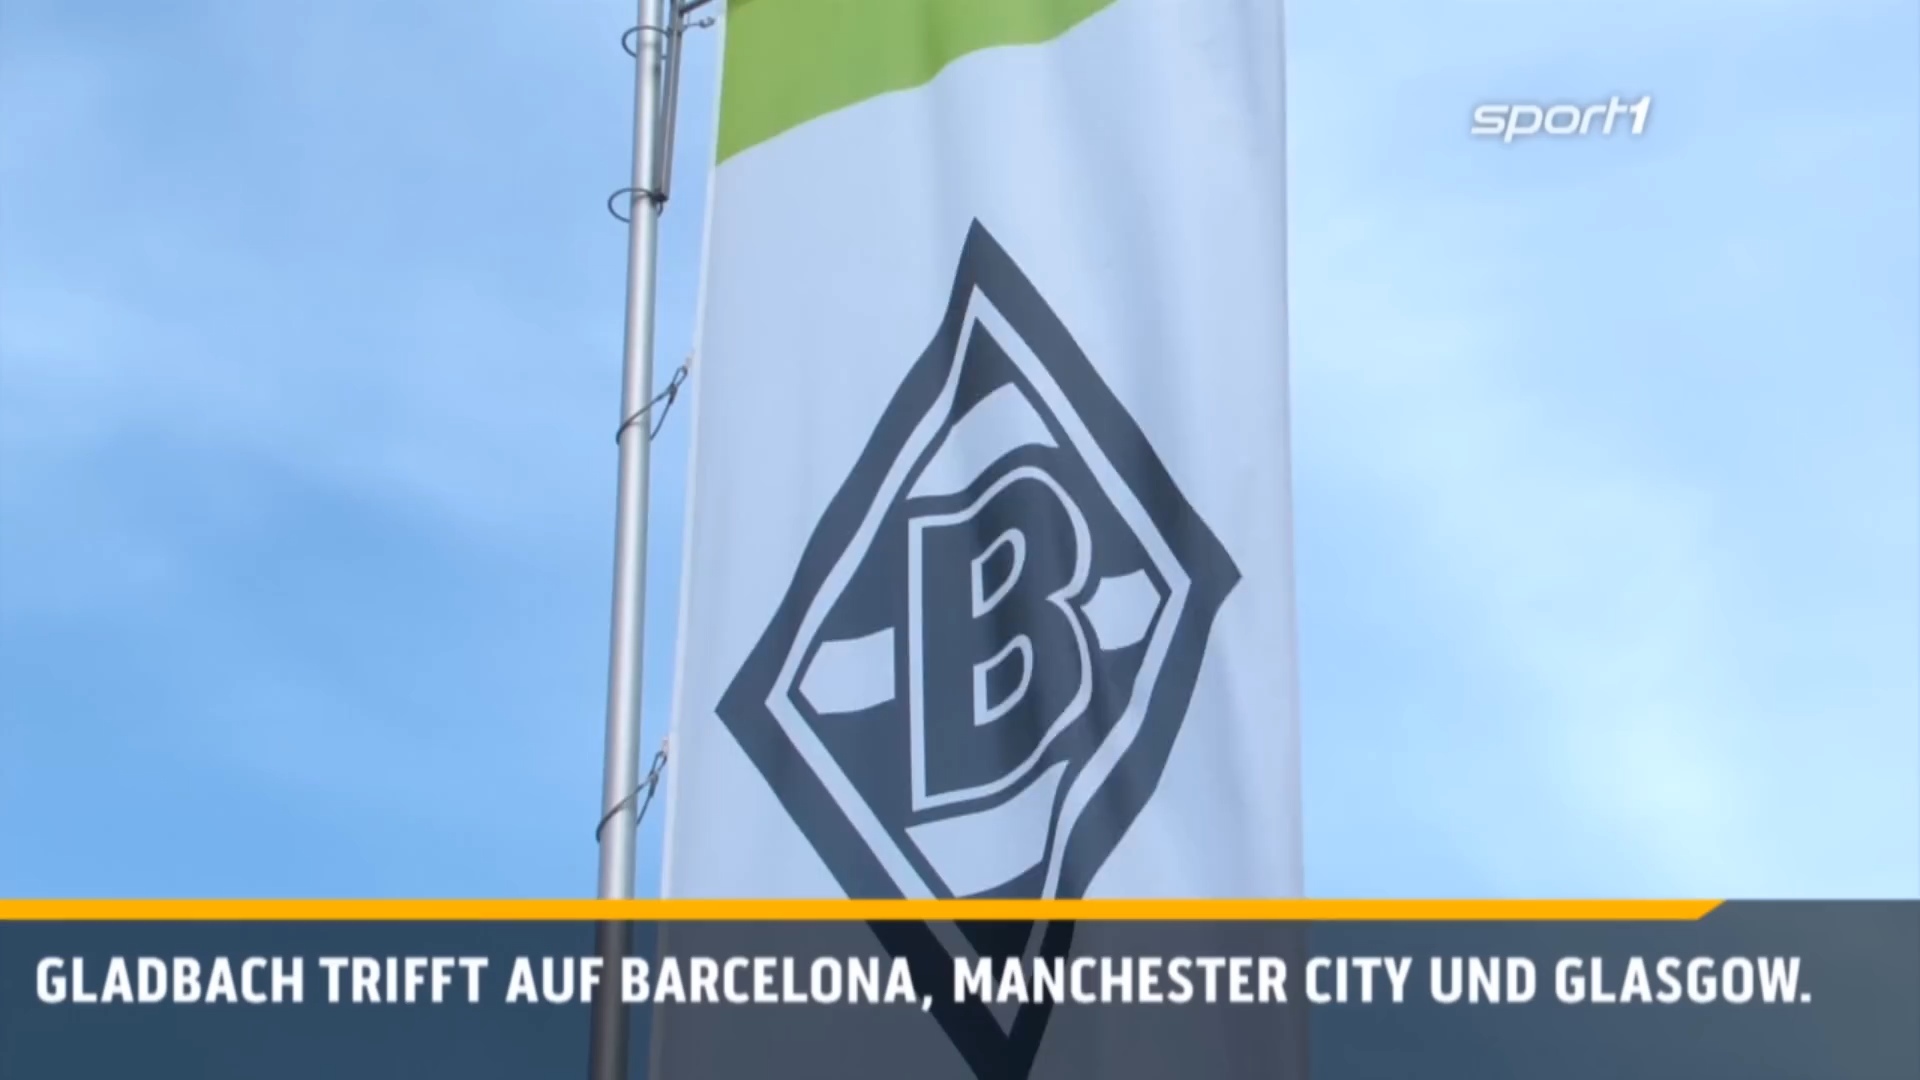 sport1
B
GLADBACH TRIFFT AUF BARCELONA, MANCHESTER CITY UND GLASGOW.